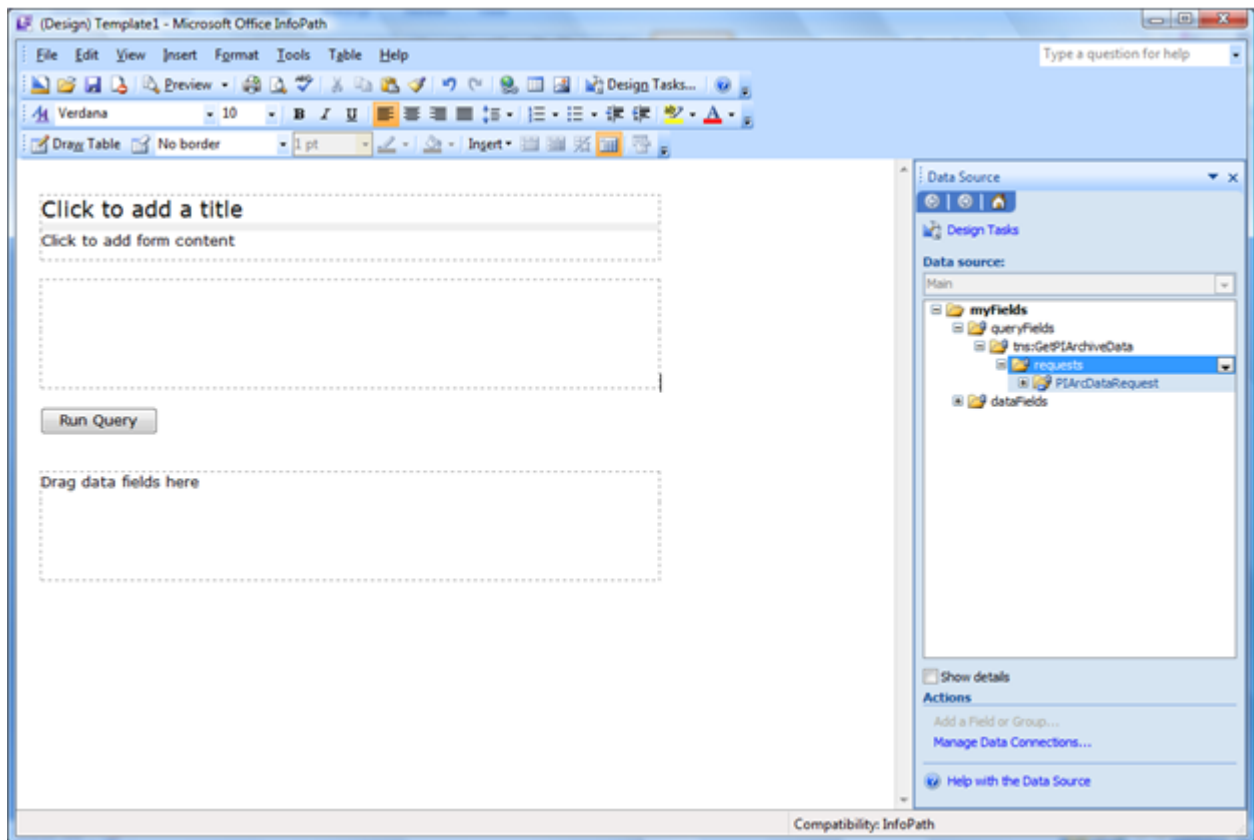 (Design) Template1 - Microsoft Office InfoPath
File Edit View Insert Format Tools Table Help
Type a question for help
Preview
Design Tasks...
Verdana
10
B I U
A
Draw Table
No border
1 pt
Insert
Click to add a title
Click to add form content
Run Query
Drag data fields here
Data Source
Design Tasks
Data source:
Main
myFields
queryFields
tns:GetPIArchiveData
requests
PIArcDataRequest
dataFields
Show details
Actions
Add a Field or Group...
Manage Data Connections...
Help with the Data Source
Compatibility: InfoPath